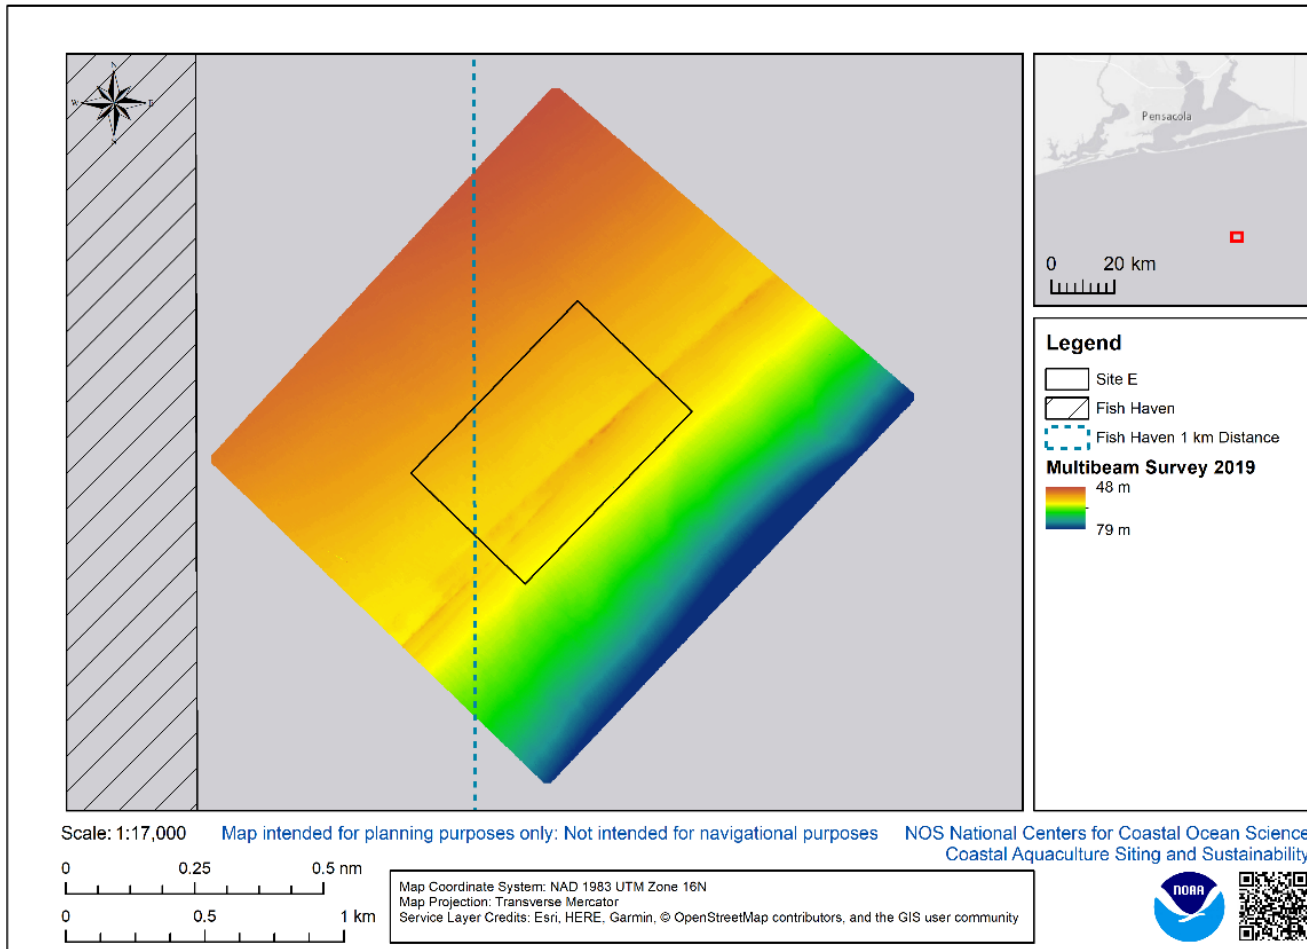 N
W
E
N
Pensacola
0 20 km
Legend
Site E
Fish Haven
Fish Haven 1 km Distance
Multibeam Survey 2019
48 m
79 m
Scale: 1:17,000
Map intended for planning purposes only: Not intended for navigational purposes
NOS National Centers for Coastal Ocean Science
Coastal Aquaculture Siting and Sustainability
0 0.25 0.5 nm
0 0.5 1 km
Map Coordinate System: NAD 1983 UTM Zone 16N
Map Projection: Transverse Mercator
Service Layer Credits: Esri, HERE, Garmin, © OpenStreetMap contributors, and the GIS user community
NOAA